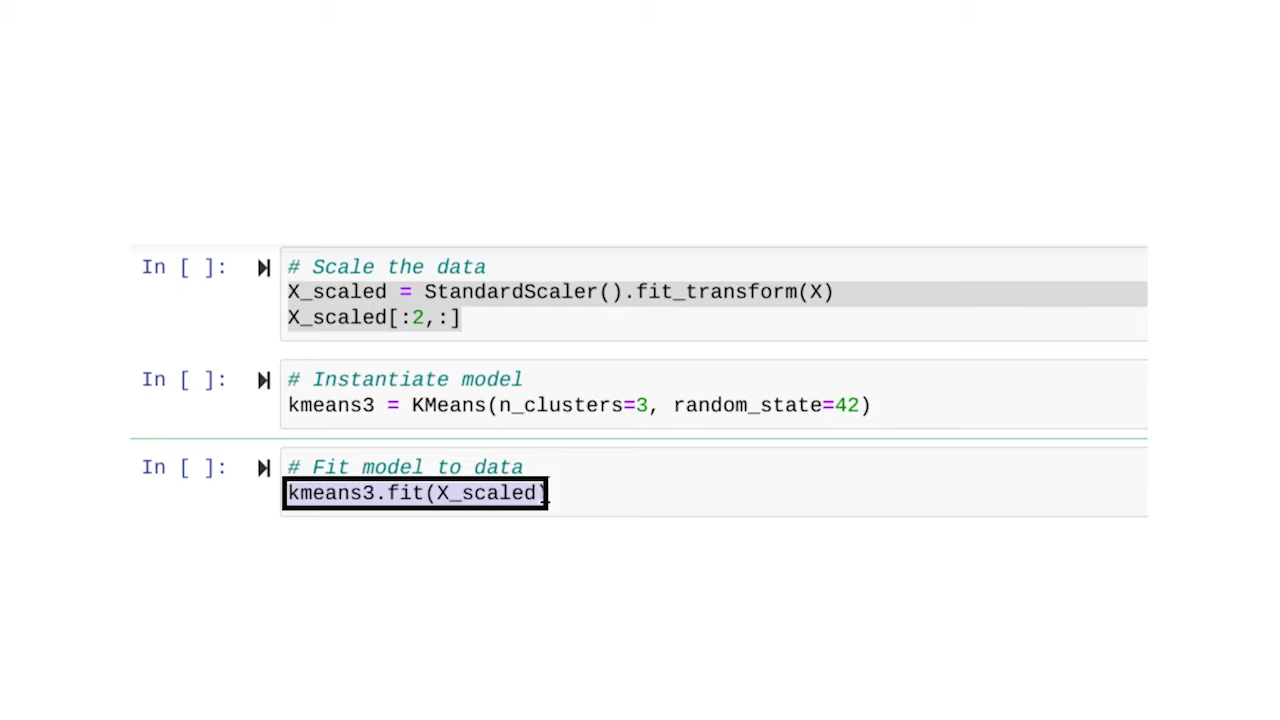 In [ ]: # Scale the data
X_scaled = StandardScaler().fit_transform(X)
X_scaled[:2,:]
In [ ]: # Instantiate model
kmeans3 = KMeans(n_clusters=3, random_state=42)
In [ ]: # Fit model to data
kmeans3.fit(X_scaled)